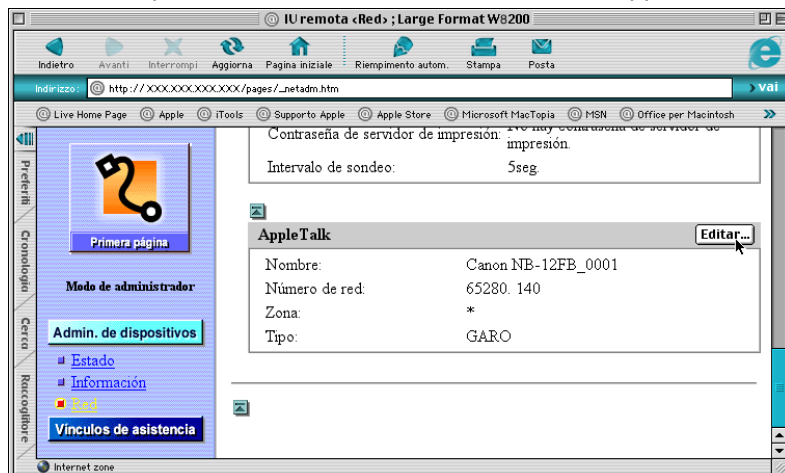 IU remota <Red> ; Large Format W8200
Indietro Avanti Interrompi Aggiorna Pagina iniziale Riempimento autom. Stampa Posta
Indirizzo: http://XXX.XXX.XXX.XXX/pages/_netadm.htm vai
Live Home Page Apple iTools Supporto Apple Apple Store Microsoft MacTopia MSN Office per Macintosh
Preferiti
Cronologia
Cerca
Raccoglitore
Primera página
Modo de administrador
Admin. de dispositivos
Estado
Información
Red
Vínculos de asistencia
Contraseña de servidor de impresión: No hay contraseña de servidor de
impresión.
Intervalo de sondeo: 5seg.
AppleTalk Editar...
Nombre: Canon NB-12FB_0001
Número de red: 65280. 140
Zona: *
Tipo: GARO
Internet zone